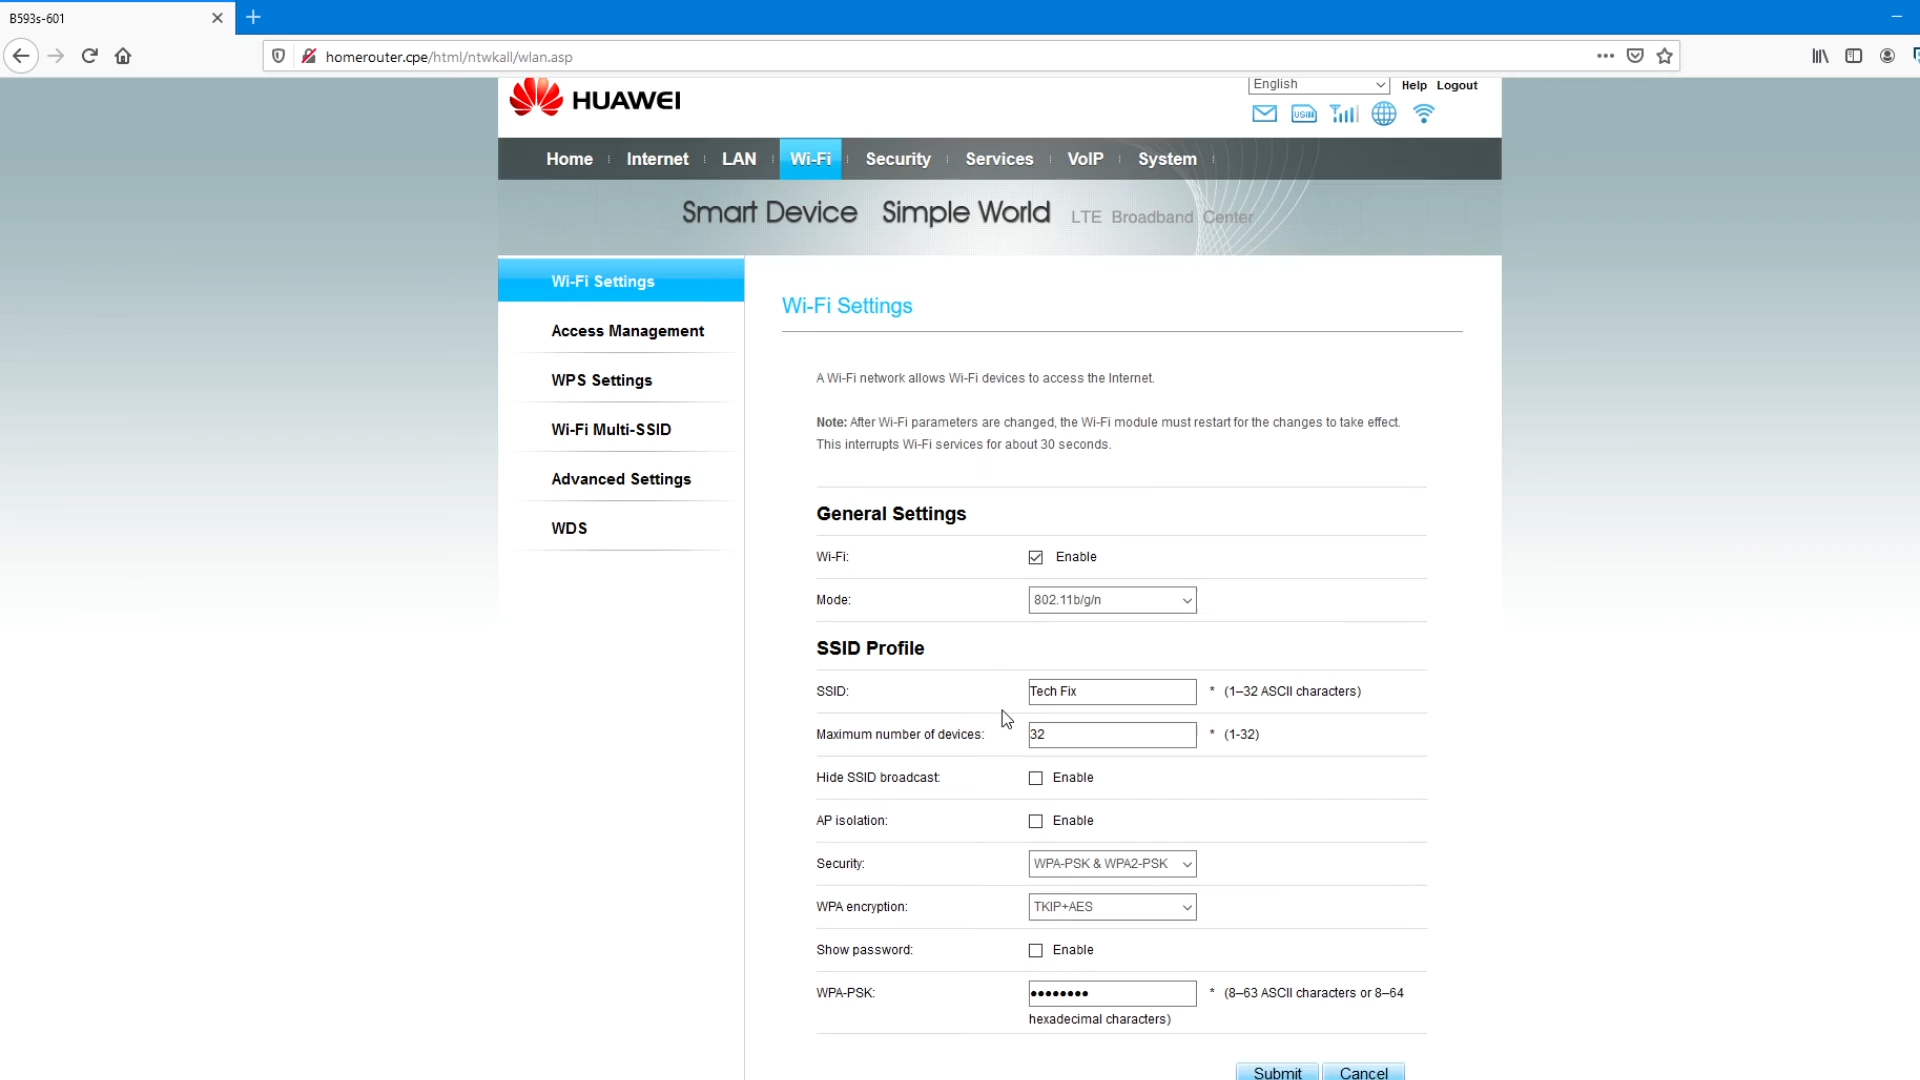 B593s-601
homerouter.cpe/html/ntwkall/wlan.asp
HUAWEI
English Help Logout
USIM
Home Internet LAN Wi-Fi Security Services VoIP System
Smart Device Simple World LTE Broadband Center
Wi-Fi Settings
Access Management
WPS Settings
Wi-Fi Multi-SSID
Advanced Settings
WDS
Wi-Fi Settings
A Wi-Fi network allows Wi-Fi devices to access the Internet.
Note: After Wi-Fi parameters are changed, the Wi-Fi module must restart for the changes to take effect.
This interrupts Wi-Fi services for about 30 seconds.
General Settings
Wi-Fi: Enable
Mode: 802.11b/g/n
SSID Profile
SSID: Tech Fix * (1–32 ASCII characters)
Maximum number of devices: 32 * (1-32)
Hide SSID broadcast: Enable
AP isolation: Enable
Security: WPA-PSK & WPA2-PSK
WPA encryption: TKIP+AES
Show password: Enable
WPA-PSK: •••••••• * (8–63 ASCII characters or 8–64
hexadecimal characters)
Submit Cancel